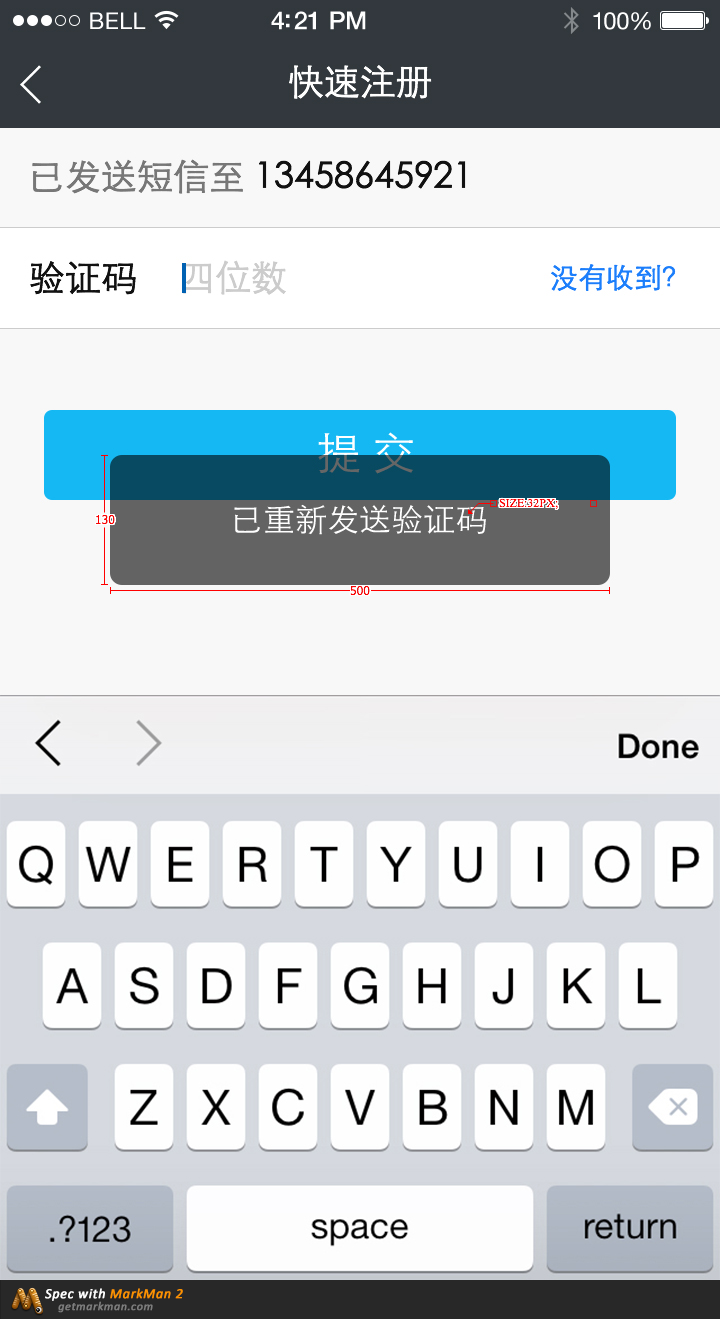 BELL 4:21 PM 100%
快速注册
已发送短信至 13458645921
验证码 四位数 没有收到?
提 交
SIZE:32PX;
130
已重新发送验证码
500
Done
Q W E R T Y U I O P
A S D F G H J K L
Z X C V B N M
.?123 space return
Spec with MarkMan 2
getmarkman.com